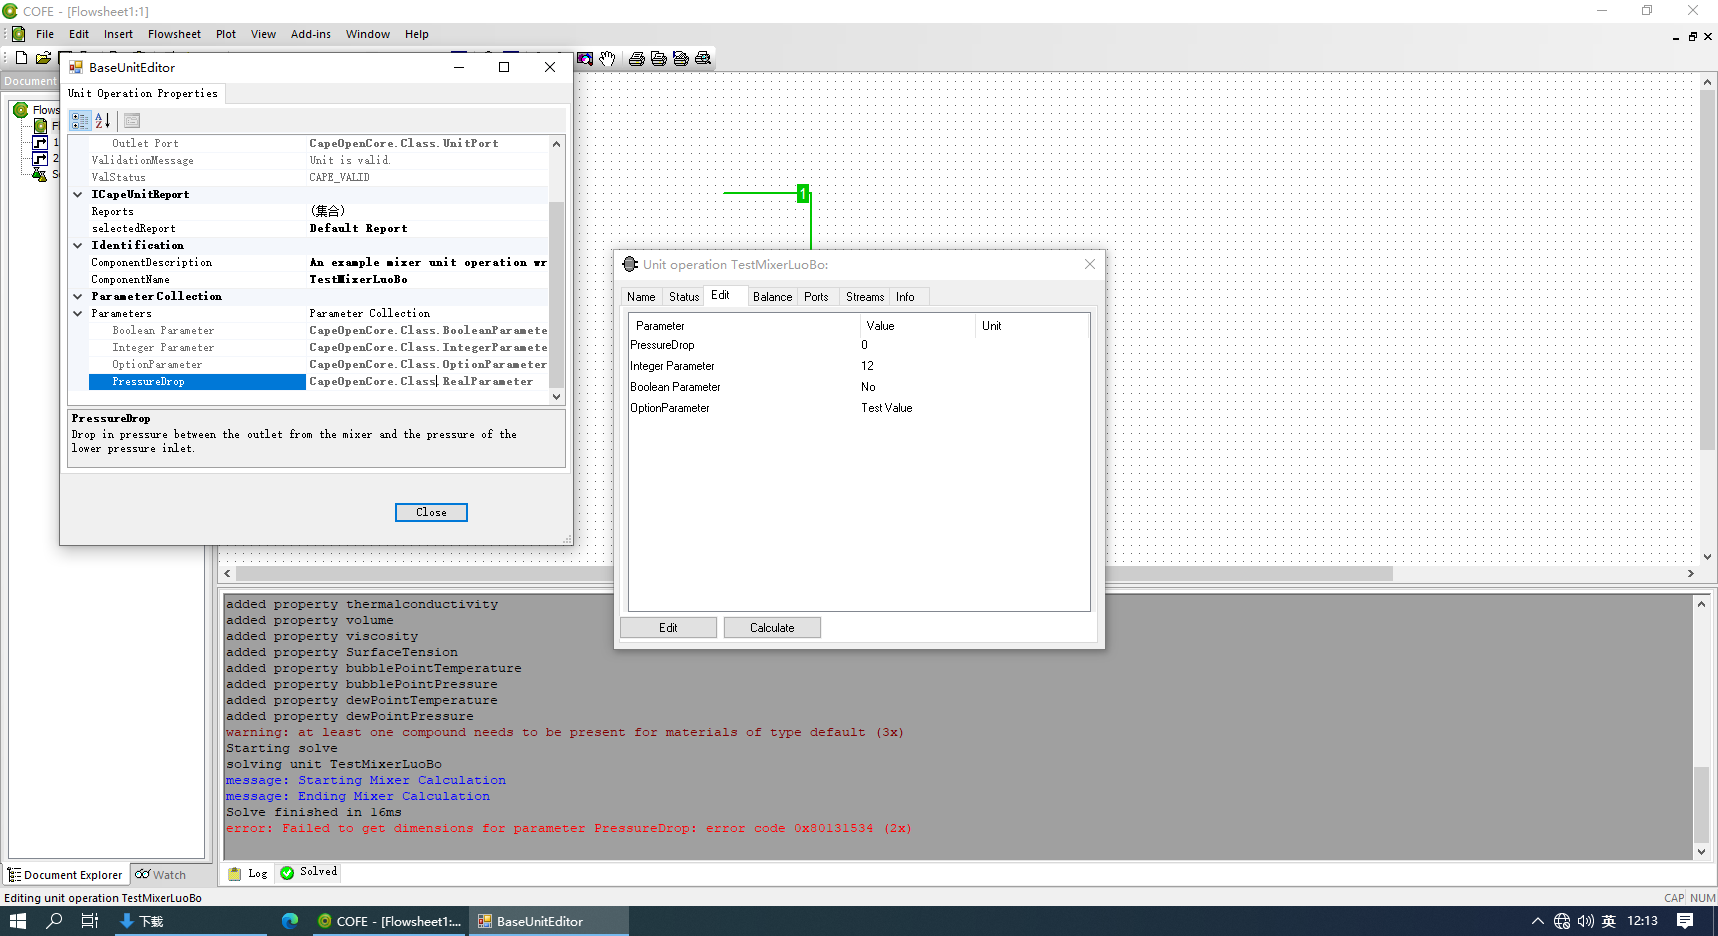 COFE - [Flowsheet1:1]
File Edit Insert Flowsheet Plot View Add-ins Window Help
Document
Flows
1
2
BaseUnitEditor
Unit Operation Properties
Outlet Port CapeOpenCore.Class.UnitPort
ValidationMessage Unit is valid.
ValStatus CAPE_VALID
ICapeUnitReport
Reports (集合)
selectedReport Default Report
Identification
ComponentDescription An example mixer unit operation wr
ComponentName TestMixerLuoBo
ParameterCollection
Parameters Parameter Collection
Boolean Parameter CapeOpenCore.Class.BooleanParamete
Integer Parameter CapeOpenCore.Class.IntegerParamete
OptionParameter CapeOpenCore.Class.OptionParameter
PressureDrop CapeOpenCore.Class.RealParameter
PressureDrop
Drop in pressure between the outlet from the mixer and the pressure of the
lower pressure inlet.
Close
1
Unit operation TestMixerLuoBo:
Name Status Edit Balance Ports Streams Info
Parameter Value Unit
PressureDrop 0
Integer Parameter 12
Boolean Parameter No
OptionParameter Test Value
Edit Calculate
added property thermalconductivity
added property volume
added property viscosity
added property SurfaceTension
added property bubblePointTemperature
added property bubblePointPressure
added property dewPointTemperature
added property dewPointPressure
warning: at least one compound needs to be present for materials of type default (3x)
Starting solve
solving unit TestMixerLuoBo
message: Starting Mixer Calculation
message: Ending Mixer Calculation
Solve finished in 16ms
error: Failed to get dimensions for parameter PressureDrop: error code 0x80131534 (2x)
Document Explorer Watch
Log Solved
Editing unit operation TestMixerLuoBo
CAP NUM
下载
COFE - [Flowsheet1:...
BaseUnitEditor
英 12:13